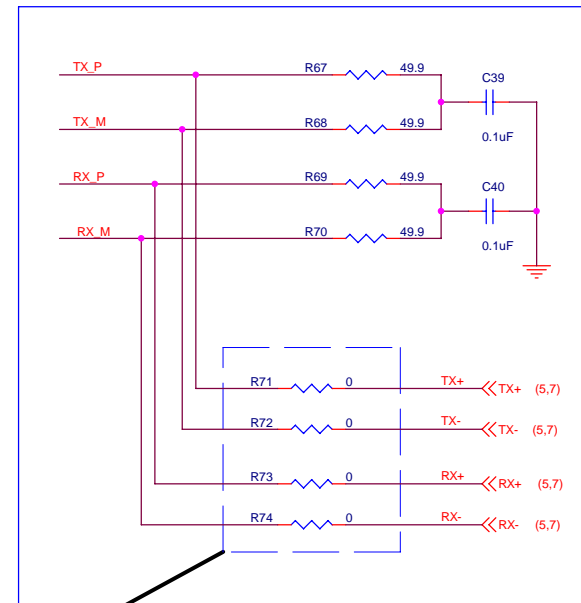 TX_P R67 49.9
C39
TX_M R68 49.9 0.1uF
RX_P R69 49.9
C40
RX_M R70 49.9 0.1uF
R71 0 TX+ TX+ (5,7)
R72 0 TX- TX- (5,7)
R73 0 RX+ RX+ (5,7)
R74 0 RX- RX- (5,7)